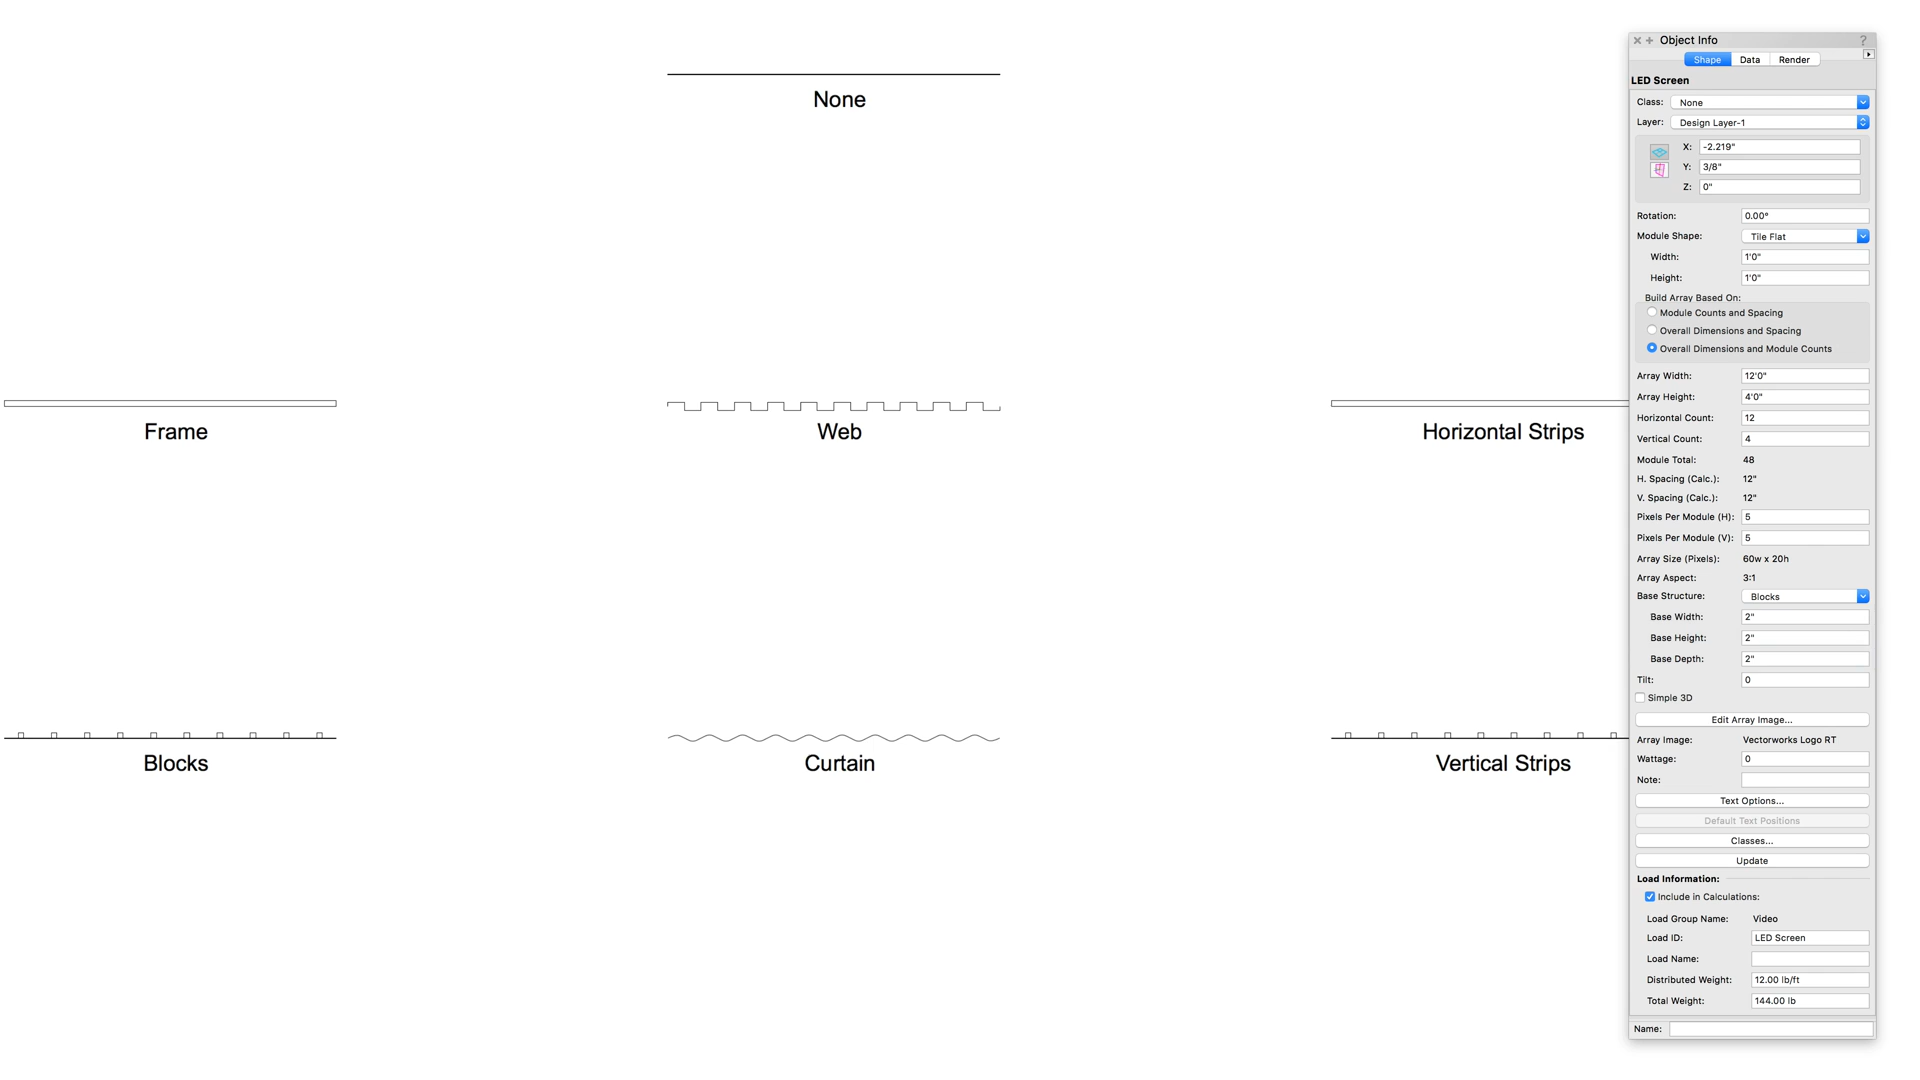 None
Frame
Web
Horizontal Strips
Blocks
Curtain
Vertical Strips
Object Info
?
Shape Data Render
LED Screen
Class: None
Layer: Design Layer-1
X: -2.219"
Y: 3/8"
Z: 0"
Rotation: 0.00°
Module Shape: Tile Flat
Width: 1'0"
Height: 1'0"
Build Array Based On:
Module Counts and Spacing
Overall Dimensions and Spacing
Overall Dimensions and Module Counts
Array Width: 12'0"
Array Height: 4'0"
Horizontal Count: 12
Vertical Count: 4
Module Total: 48
H. Spacing (Calc.): 12"
V. Spacing (Calc.): 12"
Pixels Per Module (H): 5
Pixels Per Module (V): 5
Array Size (Pixels): 60w x 20h
Array Aspect: 3:1
Base Structure: Blocks
Base Width: 2"
Base Height: 2"
Base Depth: 2"
Tilt: 0
Simple 3D
Edit Array Image...
Array Image: Vectorworks Logo RT
Wattage: 0
Note:
Text Options...
Default Text Positions
Classes...
Update
Load Information:
Include in Calculations:
Load Group Name: Video
Load ID: LED Screen
Load Name:
Distributed Weight: 12.00 lb/ft
Total Weight: 144.00 lb
Name: